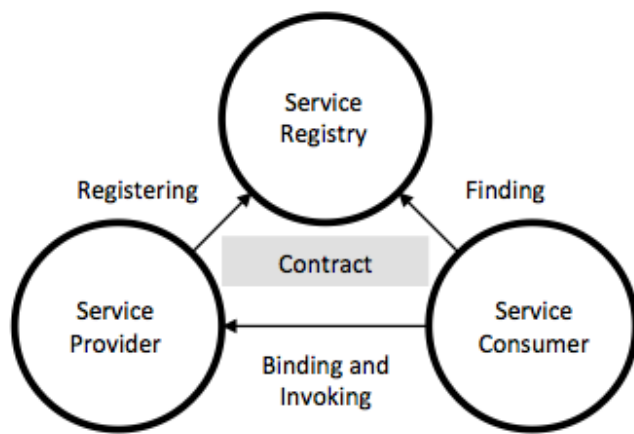 Service
Registry
Registering
Finding
Contract
Service
Provider
Service
Consumer
Binding and
Invoking